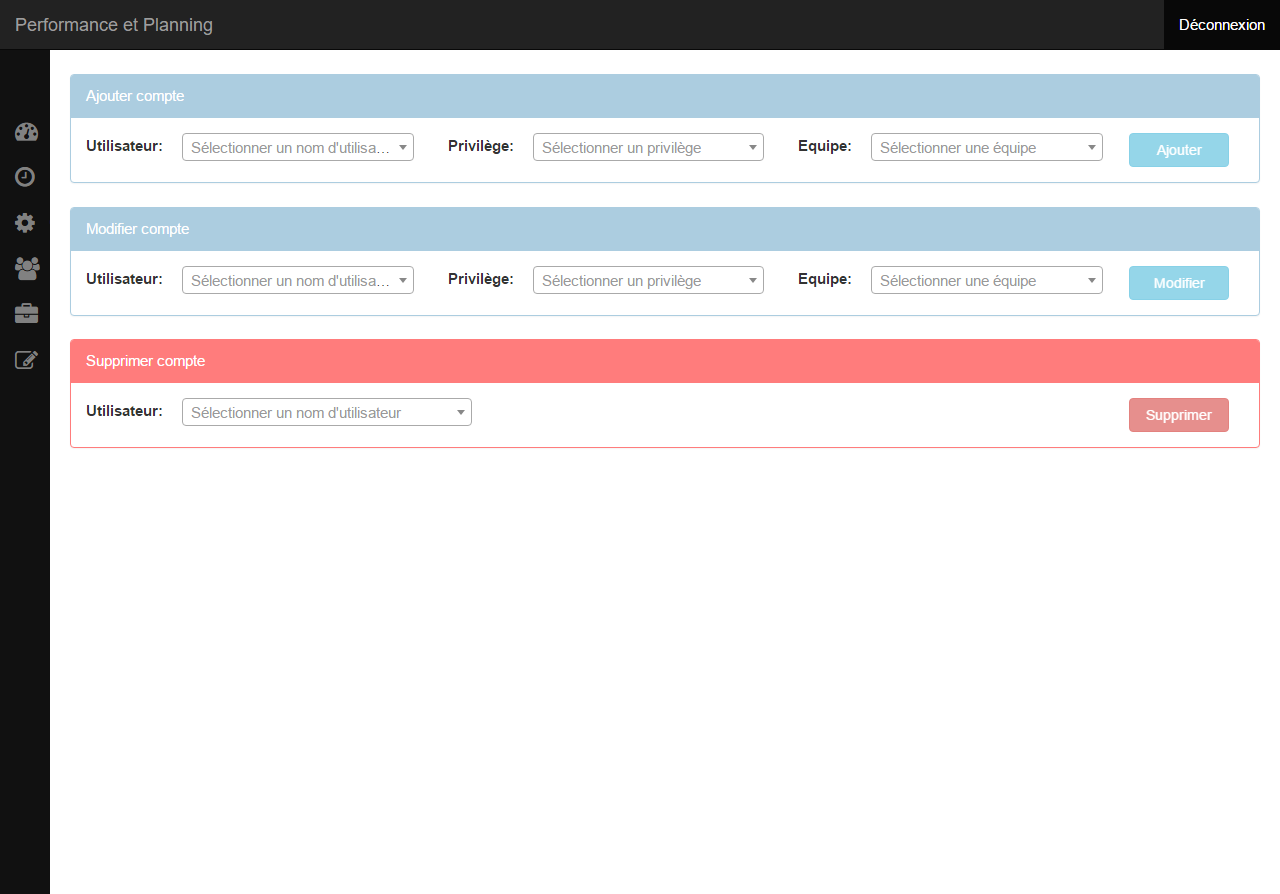 Performance et Planning
Déconnexion
Ajouter compte
Utilisateur: Sélectionner un nom d'utilisa... Privilège: Sélectionner un privilège Equipe: Sélectionner une équipe Ajouter
Modifier compte
Utilisateur: Sélectionner un nom d'utilisa... Privilège: Sélectionner un privilège Equipe: Sélectionner une équipe Modifier
Supprimer compte
Utilisateur: Sélectionner un nom d'utilisateur Supprimer